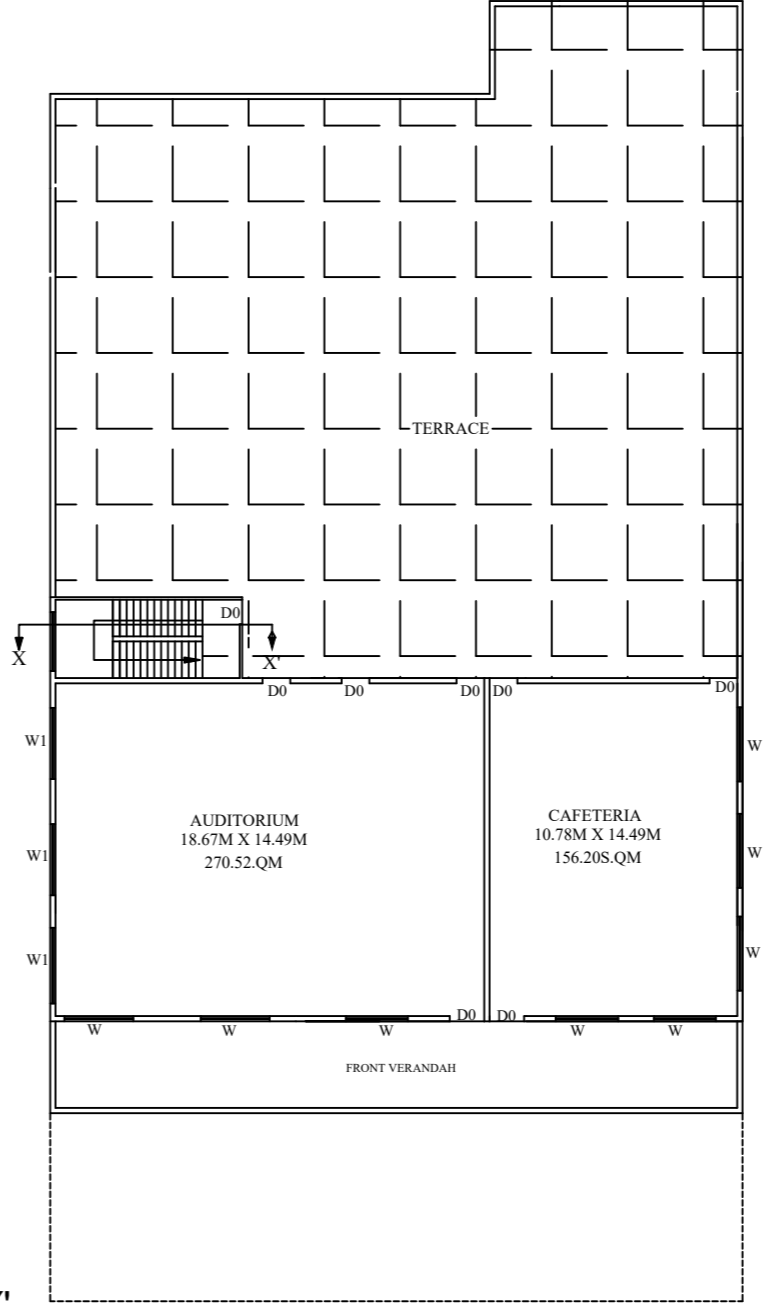 TERRACE
D0
X
X'
D0
D0
D0
D0
D0
W1
W
AUDITORIUM
18.67M X 14.49M
270.52.QM
CAFETERIA
10.78M X 14.49M
156.20S.QM
W1
W
W1
W
D0
D0
W
W
W
W
W
FRONT VERANDAH